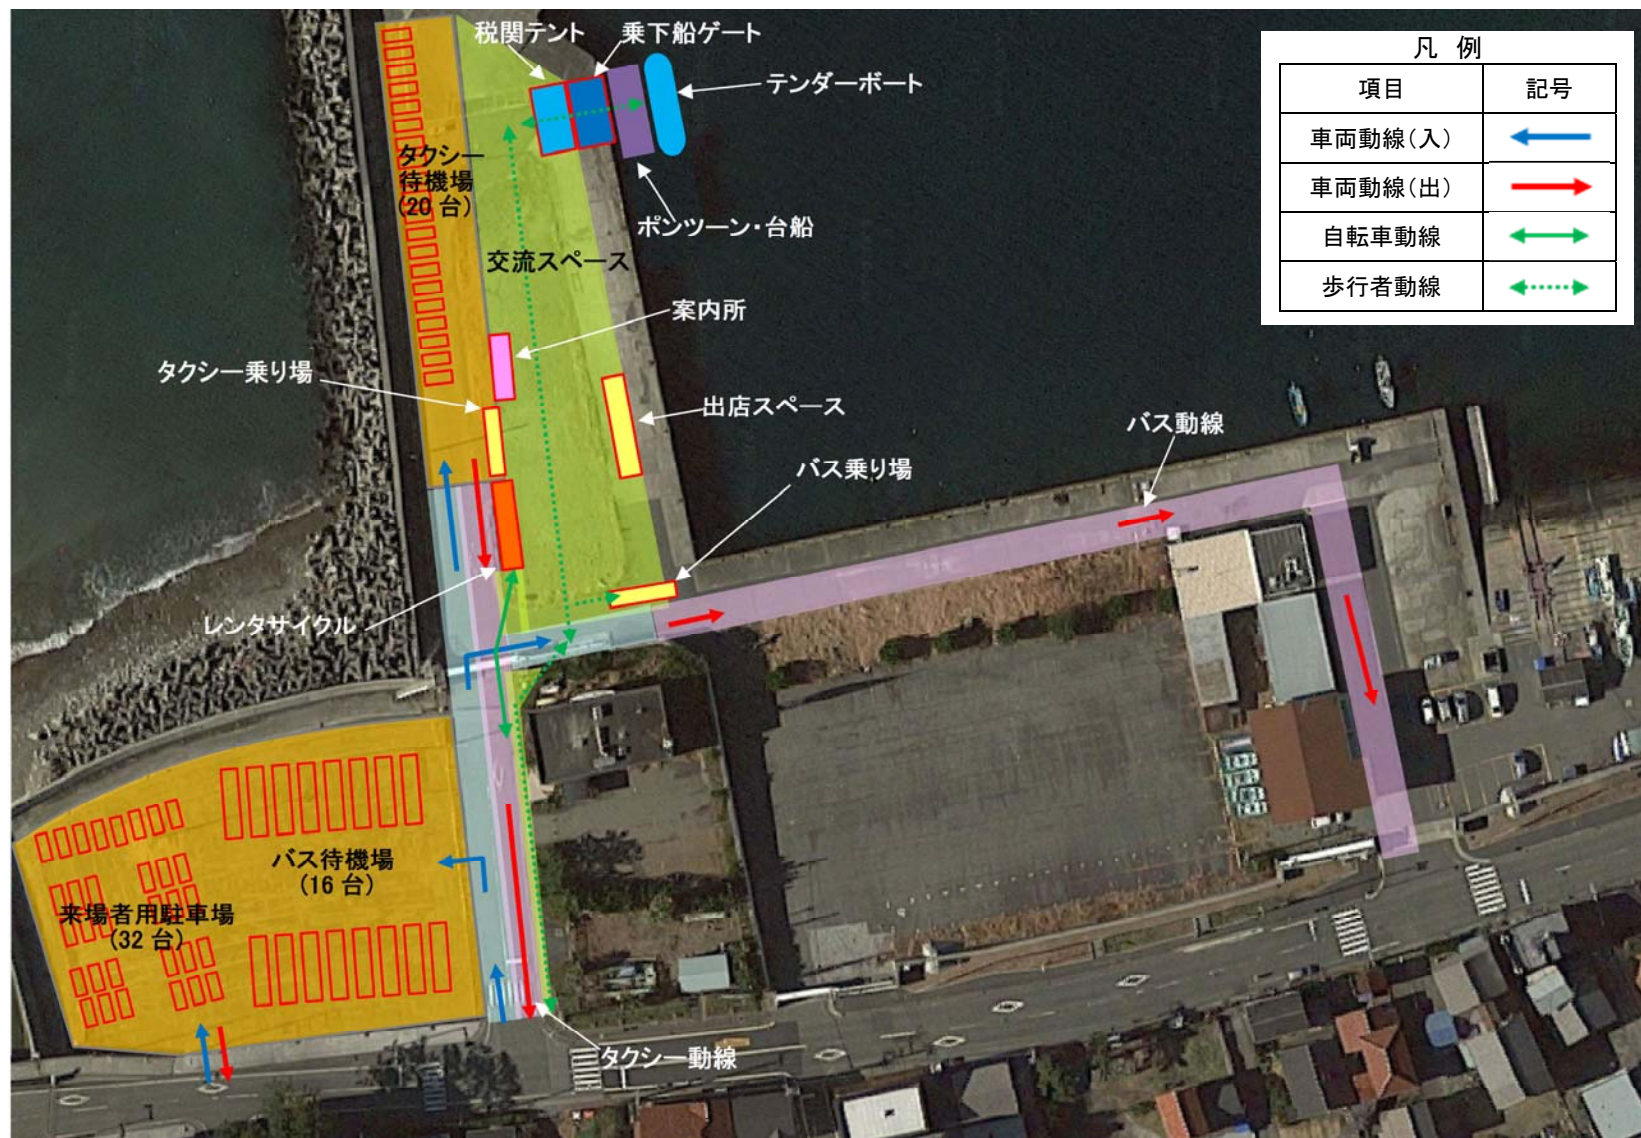 税関テント
乗下船ゲート
テンダーボート
タクシー
待機場
(20 台)
ポンツーン・台船
交流スペース
案内所
タクシー乗り場
出店スペース
バス動線
バス乗り場
レンタサイクル
バス待機場
(16 台)
来場者用駐車場
(32 台)
タクシー動線
凡 例
項目 記号
車両動線(入)
車両動線(出)
自転車動線
歩行者動線